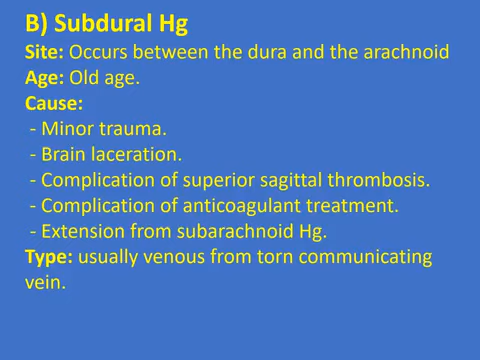 B) Subdural Hg
Site: Occurs between the dura and the arachnoid
Age: Old age.
Cause:
- Minor trauma.
- Brain laceration.
- Complication of superior sagittal thrombosis.
- Complication of anticoagulant treatment.
- Extension from subarachnoid Hg.
Type: usually venous from torn communicating
vein.